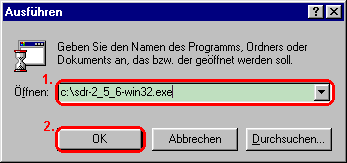 Ausführen
Geben Sie den Namen des Programms, Ordners oder
Dokuments an, das bzw. der geöffnet werden soll.
1.
Öffnen: c:\sdr-2_5_6-win32.exe
2.
OK Abbrechen Durchsuchen...